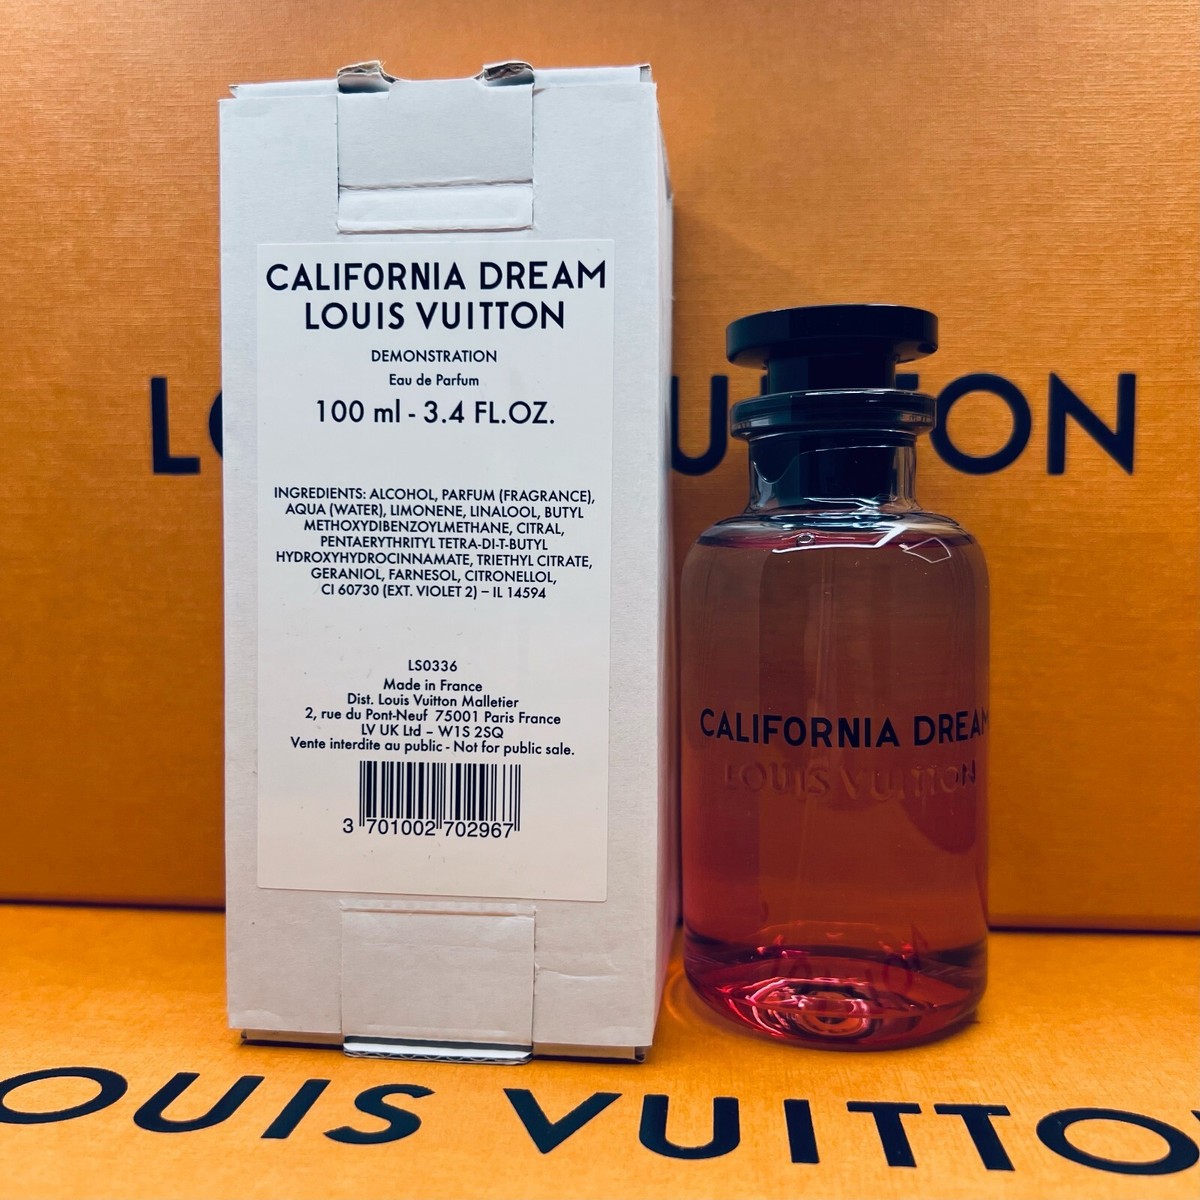 CALIFORNIA DREAM
LOUIS VUITTON
DEMONSTRATION
Eau de Parfum
100 ml - 3.4 FL.OZ.
INGREDIENTS: ALCOHOL, PARFUM (FRAGRANCE),
AQUA (WATER), LIMONENE, LINALOOL, BUTYL
METHOXYDIBENZOYLMETHANE, CITRAL,
PENTAERYTHRITYL TETRA-DI-T-BUTYL
HYDROXYHYDROCINNAMATE, TRIETHYL CITRATE,
GERANIOL, FARNESOL, CITRONELLOL,
CI 60730 (EXT. VIOLET 2) – IL 14594
LS0336
Made in France
Dist. Louis Vuitton Malletier
2, rue du Pont-Neuf 75001 Paris France
LV UK Ltd – W1S 2SQ
Vente interdite au public - Not for public sale.
3 701002 702967
L UITTON
CALIFORNIA DREAM
LOUIS VUITTON
OUIS VUITTO